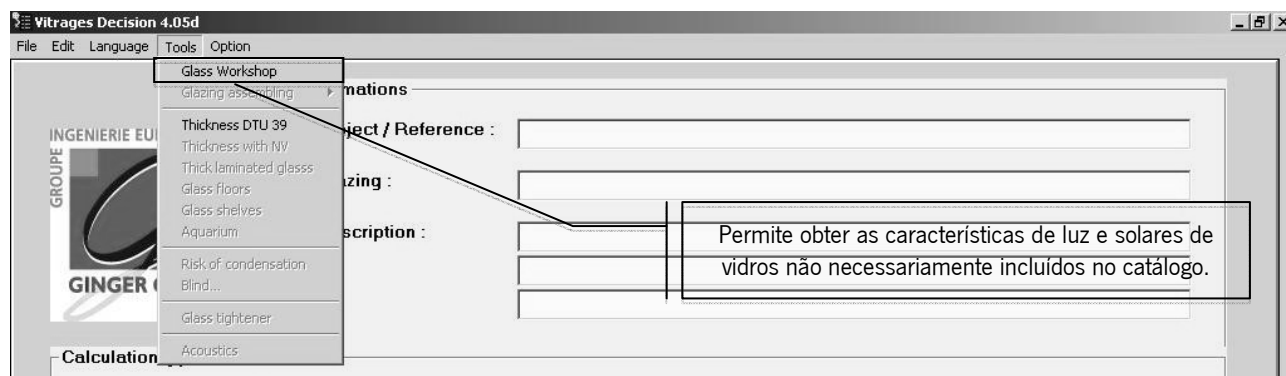 Vitrages Decision 4.05d
File Edit Language Tools Option
Glass Workshop
Glazing assembling
Thickness DTU 39
Thickness with NV
Thick laminated glasss
Glass floors
Glass shelves
Aquarium
Risk of condensation
Blind...
Glass tightener
Acoustics
mations
ject / Reference :
zing :
scription :
INGENIERIE EU
GROUPE
GINGER
Calculation
Permite obter as características de luz e solares de
vidros não necessariamente incluídos no catálogo.